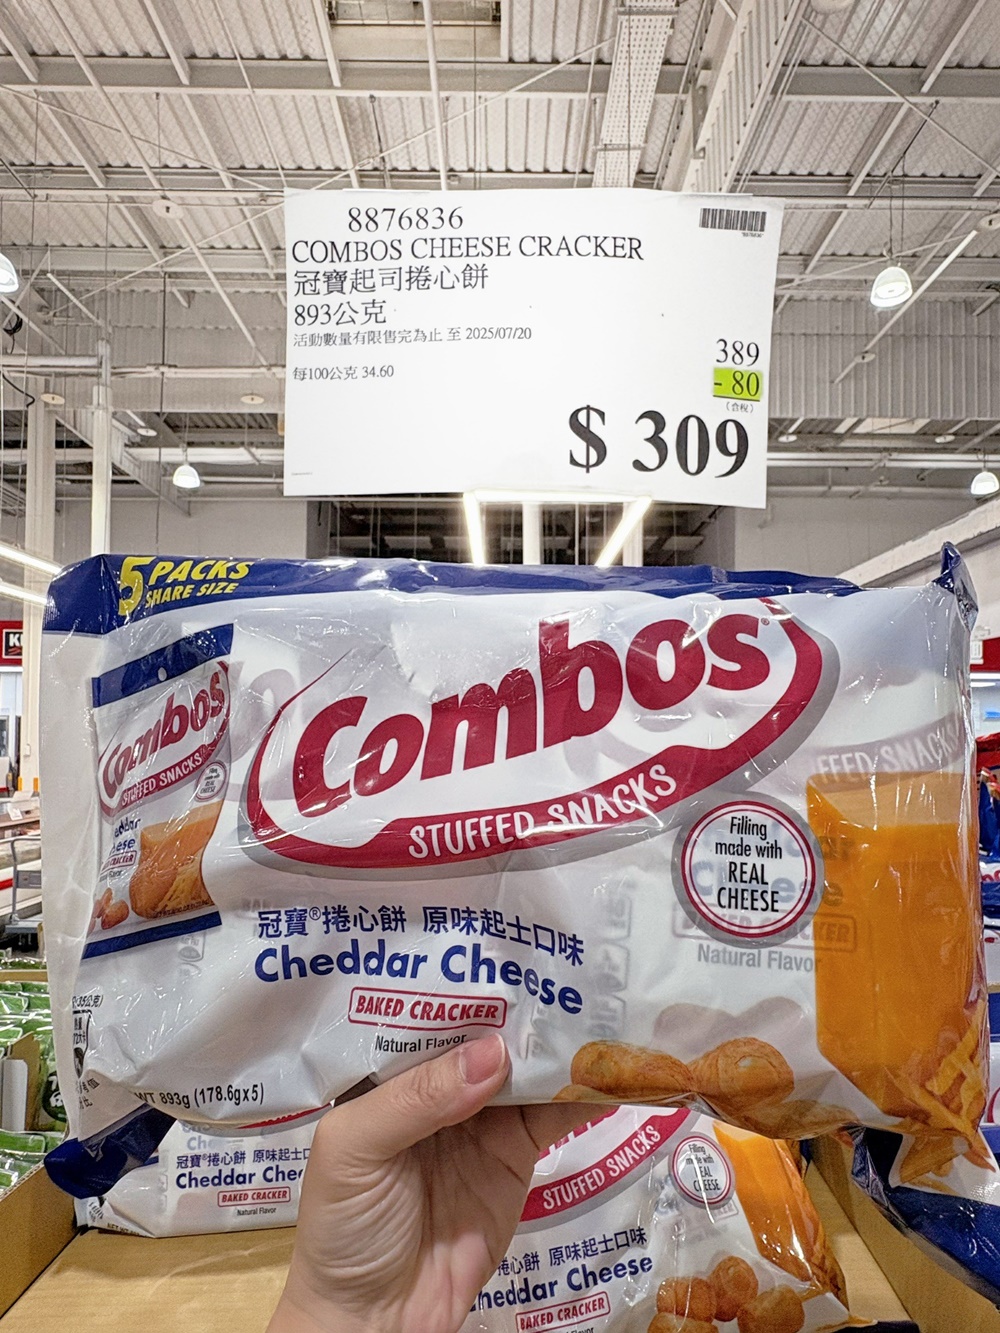 8876836
COMBOS CHEESE CRACKER
冠寶起司捲心餅
893公克
活動數量有限售完為止 至 2025/07/20
每100公克 34.60
389
- 80
(含稅)
$ 309
5 PACKS
SHARE SIZE
Combos®
STUFFED SNACKS
Combos
STUFFED SNACKS
Filling
made with
REAL
CHEESE
冠寶®捲心餅 原味起士口味
Cheddar Cheese
BAKED CRACKER
Natural Flavor
Natural Flavor
WT 893g (178.6gx5)
STUFFED SNACKS
冠寶®捲心餅 原味起士
Cheddar Chee
BAKED CRACKER
Natural Flavor
捲心餅 原味起士口味
Cheddar Cheese
BAKED CRACKER